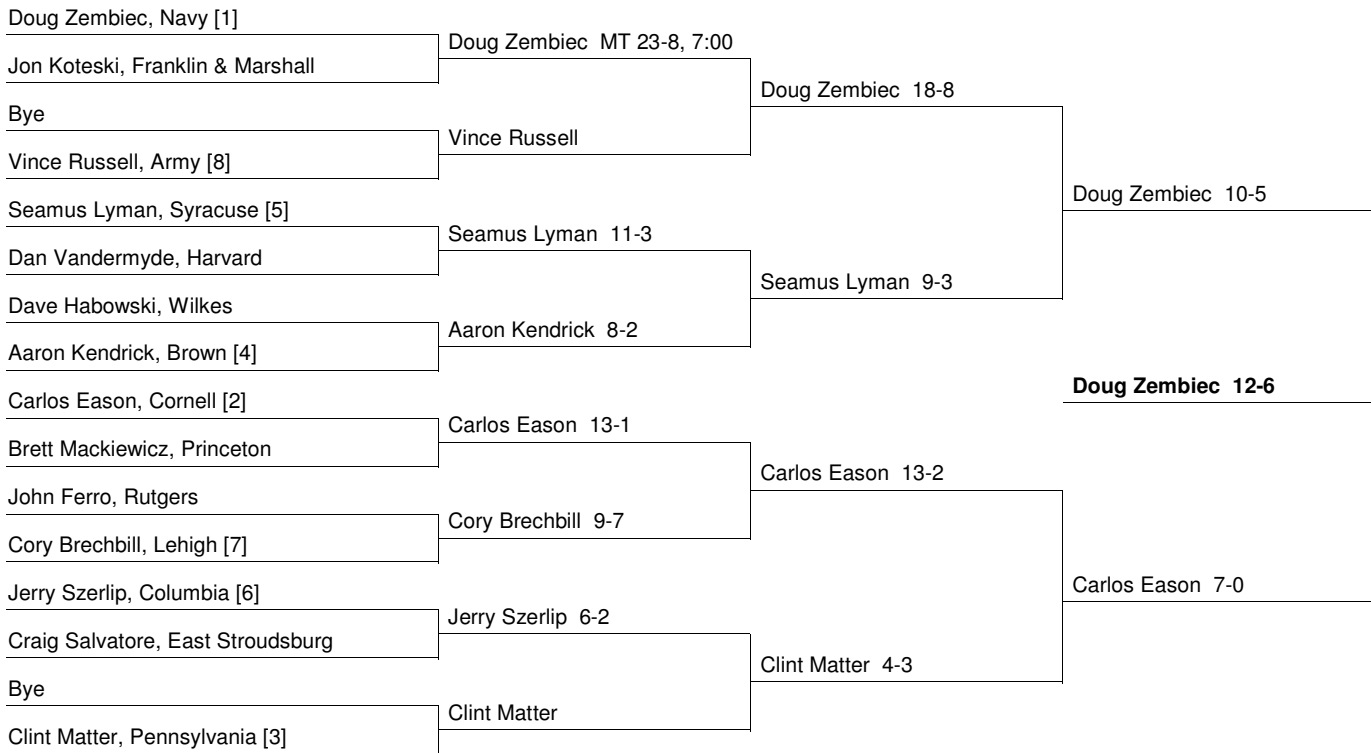 Doug Zembiec, Navy [1]
Doug Zembiec MT 23-8, 7:00
Jon Koteski, Franklin & Marshall
Doug Zembiec 18-8
Bye
Vince Russell
Vince Russell, Army [8]
Doug Zembiec 10-5
Seamus Lyman, Syracuse [5]
Seamus Lyman 11-3
Dan Vandermyde, Harvard
Seamus Lyman 9-3
Dave Habowski, Wilkes
Aaron Kendrick 8-2
Aaron Kendrick, Brown [4]
Doug Zembiec 12-6
Carlos Eason, Cornell [2]
Carlos Eason 13-1
Brett Mackiewicz, Princeton
Carlos Eason 13-2
John Ferro, Rutgers
Cory Brechbill 9-7
Cory Brechbill, Lehigh [7]
Carlos Eason 7-0
Jerry Szerlip, Columbia [6]
Jerry Szerlip 6-2
Craig Salvatore, East Stroudsburg
Clint Matter 4-3
Bye
Clint Matter
Clint Matter, Pennsylvania [3]